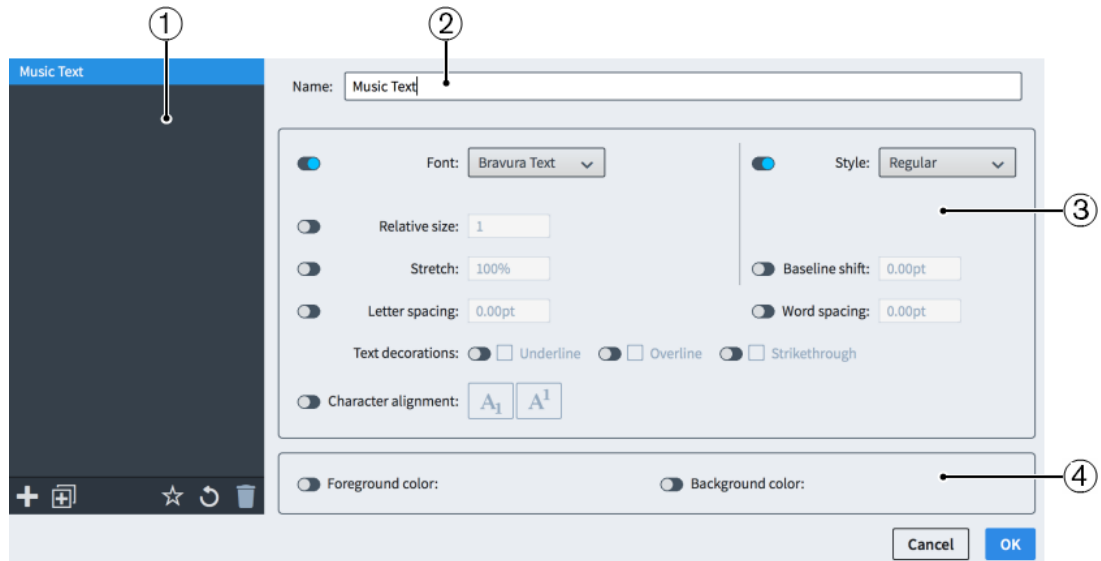 ① ②
Music Text
Name: Music Text
Font: Bravura Text Style: Regular
③
Relative size: 1
Stretch: 100% Baseline shift: 0.00pt
Letter spacing: 0.00pt Word spacing: 0.00pt
Text decorations: Underline Overline Strikethrough
Character alignment: A1 A1
④
Foreground color: Background color:
Cancel OK